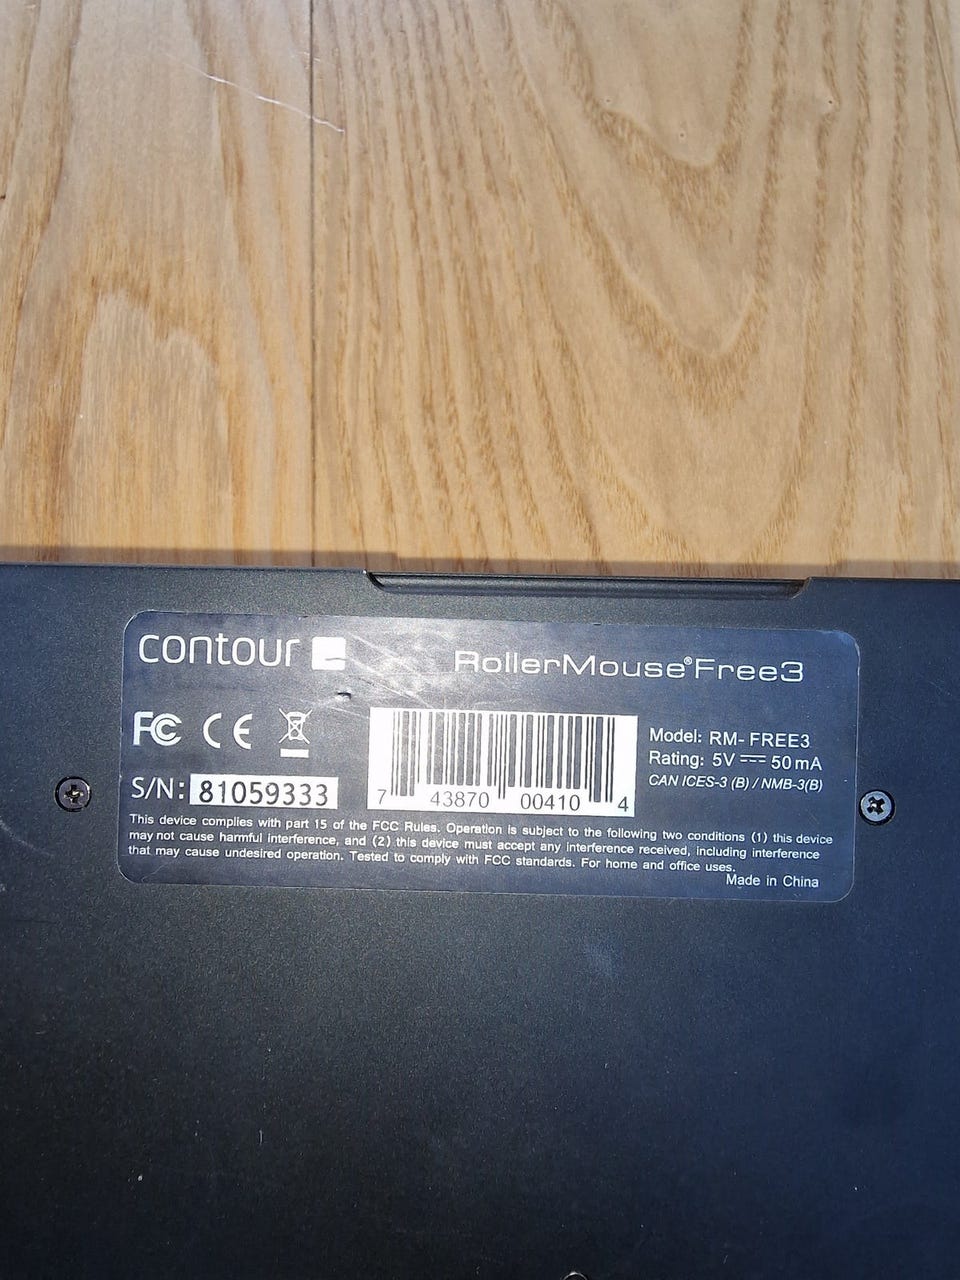 contour
RollerMouse®Free3
FC CE
S/N: 81059333
7 43870 00410 4
Model: RM- FREE3
Rating: 5V ⎓ 50mA
CAN ICES-3 (B) / NMB-3(B)
This device complies with part 15 of the FCC Rules. Operation is subject to the following two conditions (1) this device
may not cause harmful interference, and (2) this device must accept any interference received, including interference
that may cause undesired operation. Tested to comply with FCC standards. For home and office uses.
Made in China